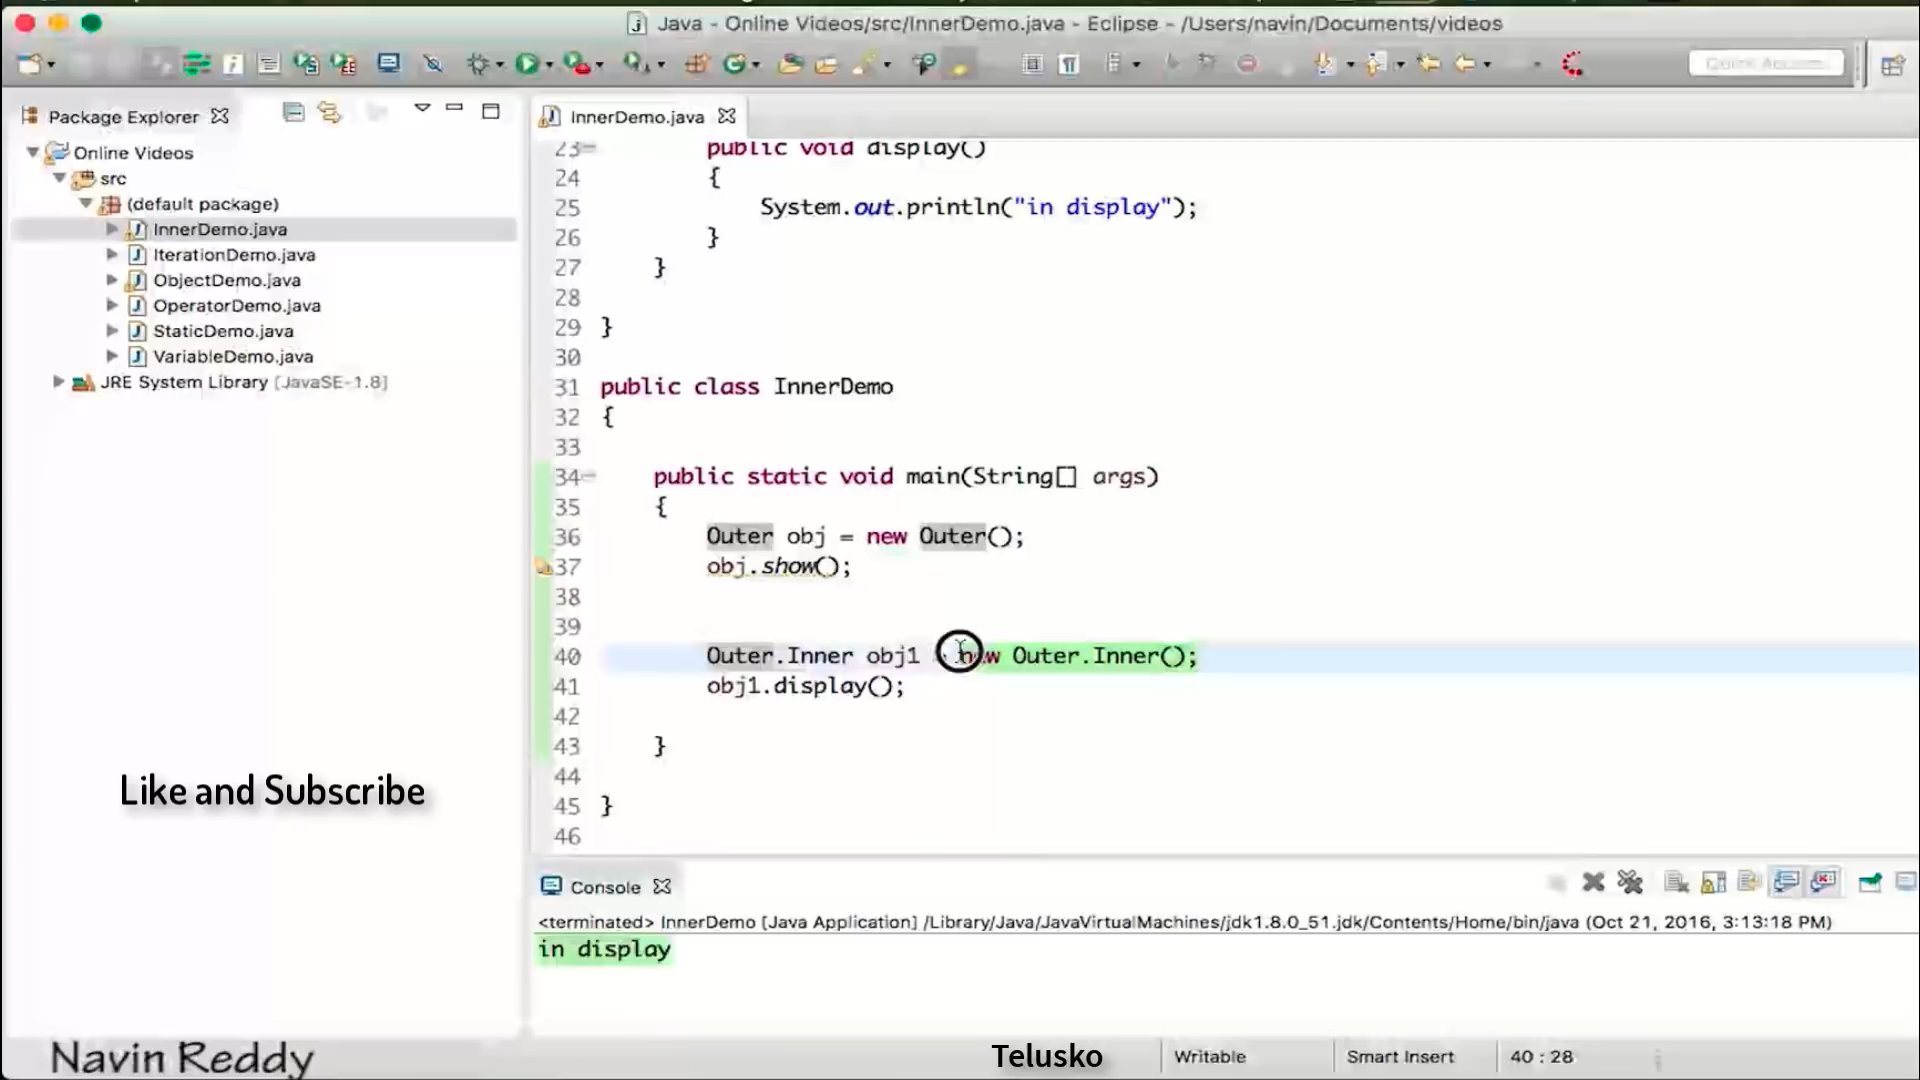 Java - Online Videos/src/InnerDemo.java - Eclipse - /Users/navin/Documents/videos
Package Explorer
Online Videos
src
(default package)
InnerDemo.java
IterationDemo.java
ObjectDemo.java
OperatorDemo.java
StaticDemo.java
VariableDemo.java
JRE System Library [JavaSE-1.8]
Like and Subscribe
Navin Reddy
InnerDemo.java
23 public void display()
24 {
25 System.out.println("in display");
26 }
27 }
28
29 }
30
31 public class InnerDemo
32 {
33
34 public static void main(String[] args)
35 {
36 Outer obj = new Outer();
37 obj.show();
38
39
40 Outer.Inner obj1 = new Outer.Inner();
41 obj1.display();
42
43 }
44
45 }
46
Console
<terminated> InnerDemo [Java Application] /Library/Java/JavaVirtualMachines/jdk1.8.0_51.jdk/Contents/Home/bin/java (Oct 21, 2016, 3:13:18 PM)
in display
Telusko
Writable
Smart Insert
40 : 28